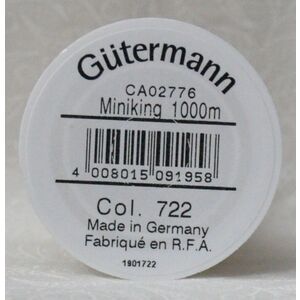 Gütermann
CA02776
Miniking 1000m
4 008015 091958
Col. 722
Made in Germany
Fabriqué en R.F.A.
1901722